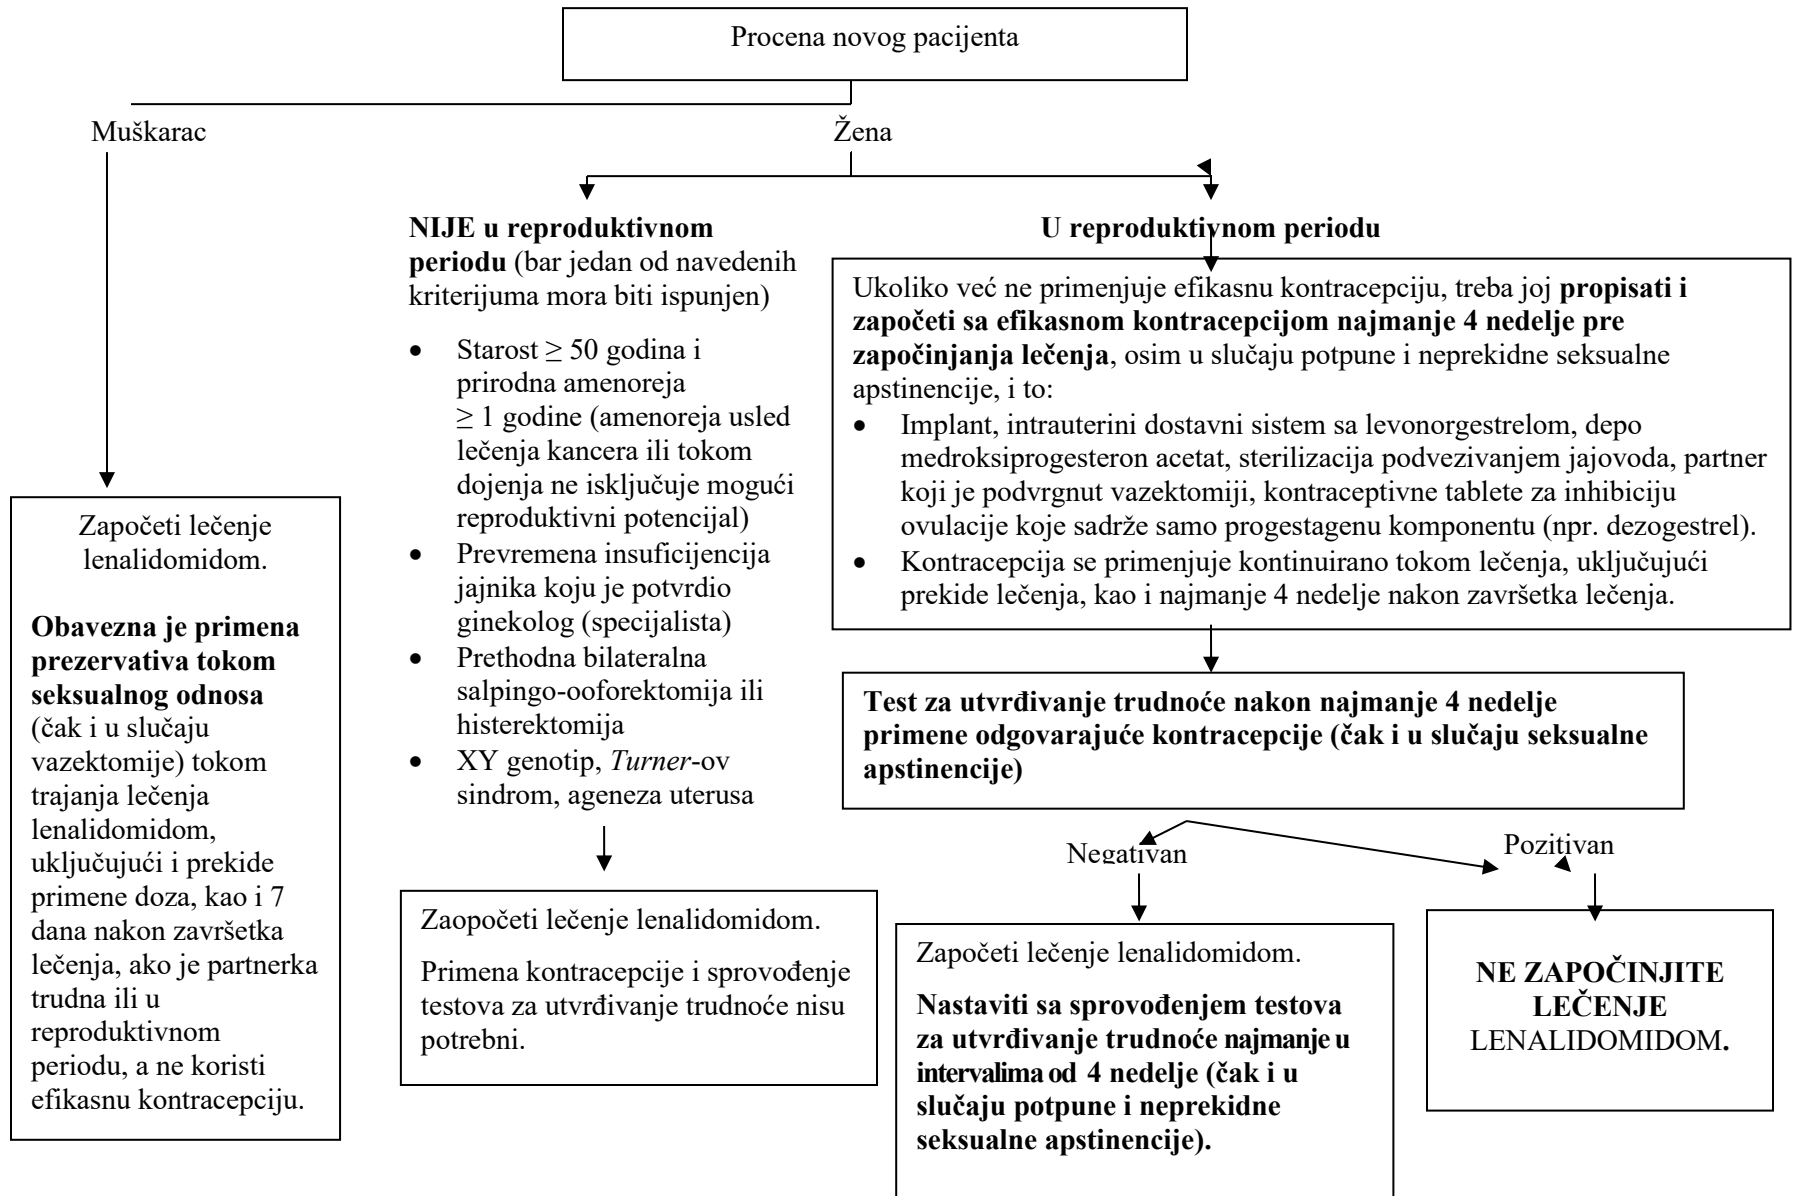 Procena novog pacijenta
Muškarac
Žena
NIJE u reproduktivnom
periodu (bar jedan od navedenih
kriterijuma mora biti ispunjen)
• Starost ≥ 50 godina i
prirodna amenoreja
≥ 1 godine (amenoreja usled
lečenja kancera ili tokom
dojenja ne isključuje mogući
reproduktivni potencijal)
• Prevremena insuficijencija
jajnika koju je potvrdio
ginekolog (specijalista)
• Prethodna bilateralna
salpingo-ooforektomija ili
histerektomija
• XY genotip, Turner-ov
sindrom, ageneza uterusa
U reproduktivnom periodu
Ukoliko već ne primenjuje efikasnu kontracepciju, treba joj propisati i
započeti sa efikasnom kontracepcijom najmanje 4 nedelje pre
započinjanja lečenja, osim u slučaju potpune i neprekidne seksualne
apstinencije, i to:
• Implant, intrauterini dostavni sistem sa levonorgestrelom, depo
medroksiprogesteron acetat, sterilizacija podvezivanjem jajovoda, partner
koji je podvrgnut vazektomiji, kontraceptivne tablete za inhibiciju
ovulacije koje sadrže samo progestagenu komponentu (npr. dezogestrel).
• Kontracepcija se primenjuje kontinuirano tokom lečenja, uključujući
prekide lečenja, kao i najmanje 4 nedelje nakon završetka lečenja.
Započeti lečenje
lenalidomidom.
Obavezna je primena
prezervativa tokom
seksualnog odnosa
(čak i u slučaju
vazektomije) tokom
trajanja lečenja
lenalidomidom,
uključujući i prekide
primene doza, kao i 7
dana nakon završetka
lečenja, ako je partnerka
trudna ili u
reproduktivnom
periodu, a ne koristi
efikasnu kontracepciju.
Test za utvrđivanje trudnoće nakon najmanje 4 nedelje
primene odgovarajuće kontracepcije (čak i u slučaju seksualne
apstinencije)
Negativan
Pozitivan
Zaopočeti lečenje lenalidomidom.
Primena kontracepcije i sprovođenje
testova za utvrđivanje trudnoće nisu
potrebni.
Započeti lečenje lenalidomidom.
Nastaviti sa sprovođenjem testova
za utvrđivanje trudnoće najmanje u
intervalima od 4 nedelje (čak i u
slučaju potpune i neprekidne
seksualne apstinencije).
NE ZAPOČINJITE
LEČENJE
LENALIDOMIDOM.